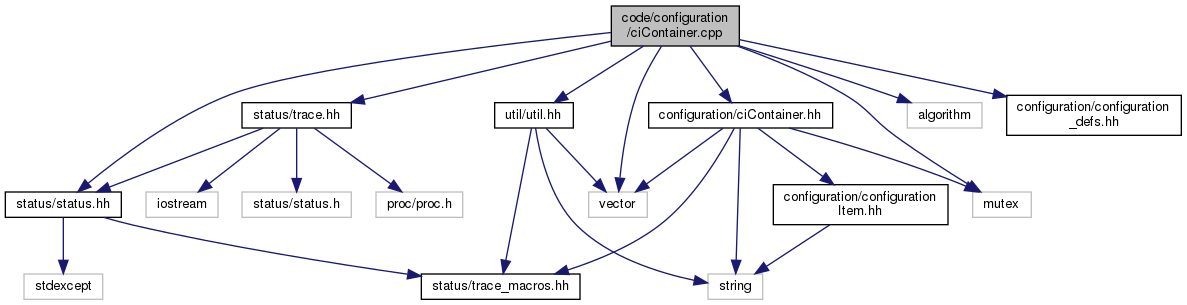 code/configuration
/ciContainer.cpp
status/trace.hh
util/util.hh
configuration/ciContainer.hh
algorithm
configuration/configuration
_defs.hh
status/status.hh
iostream
status/status.h
proc/proc.h
vector
configuration/configuration
Item.hh
mutex
stdexcept
status/trace_macros.hh
string